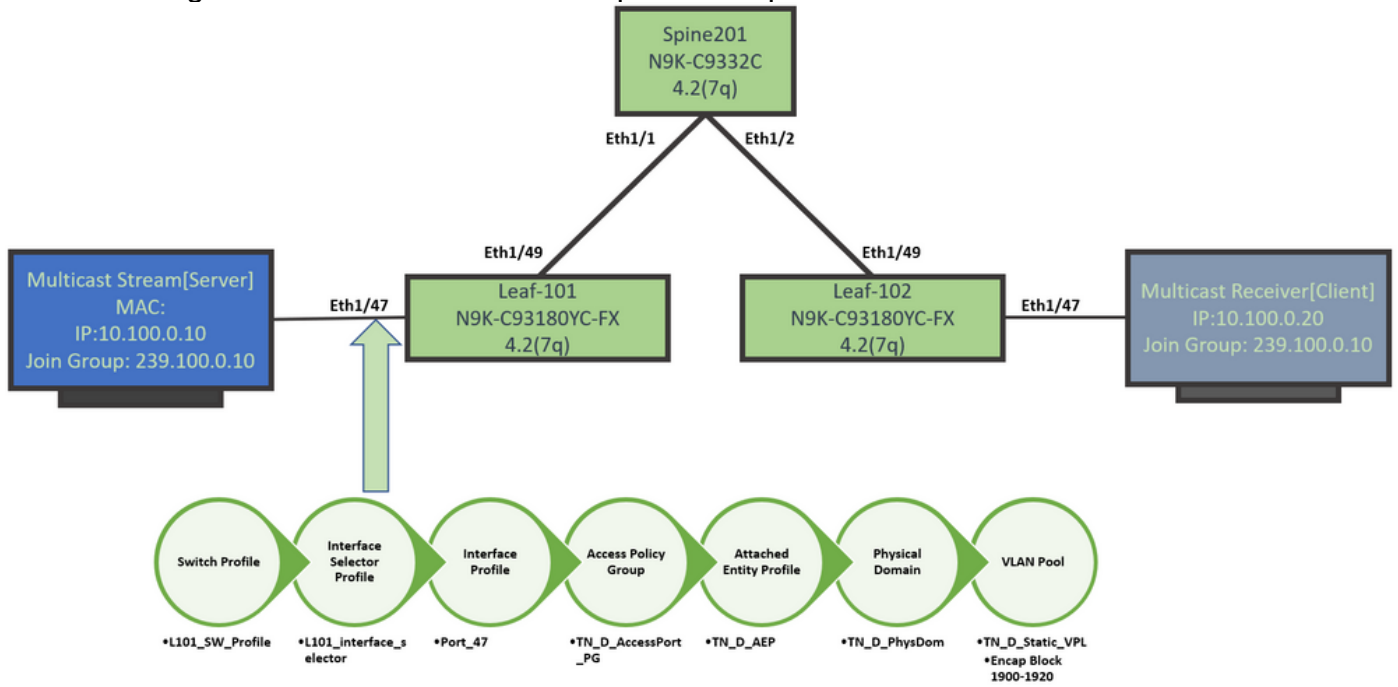 Spine201
N9K-C9332C
4.2(7q)
Eth1/1
Eth1/2
Eth1/49
Eth1/49
Multicast Stream[Server]
MAC:
IP:10.100.0.10
Join Group: 239.100.0.10
Eth1/47
Leaf-101
N9K-C93180YC-FX
4.2(7q)
Leaf-102
N9K-C93180YC-FX
4.2(7q)
Eth1/47
Multicast Receiver[Client]
IP:10.100.0.20
Join Group: 239.100.0.10
Switch Profile
Interface
Selector
Profile
Interface
Profile
Access Policy
Group
Attached
Entity Profile
Physical
Domain
VLAN Pool
•L101_SW_Profile
•L101_interface_s
elector
•Port_47
•TN_D_AccessPort
_PG
•TN_D_AEP
•TN_D_PhysDom
•TN_D_Static_VPL
•Encap Block
1900-1920